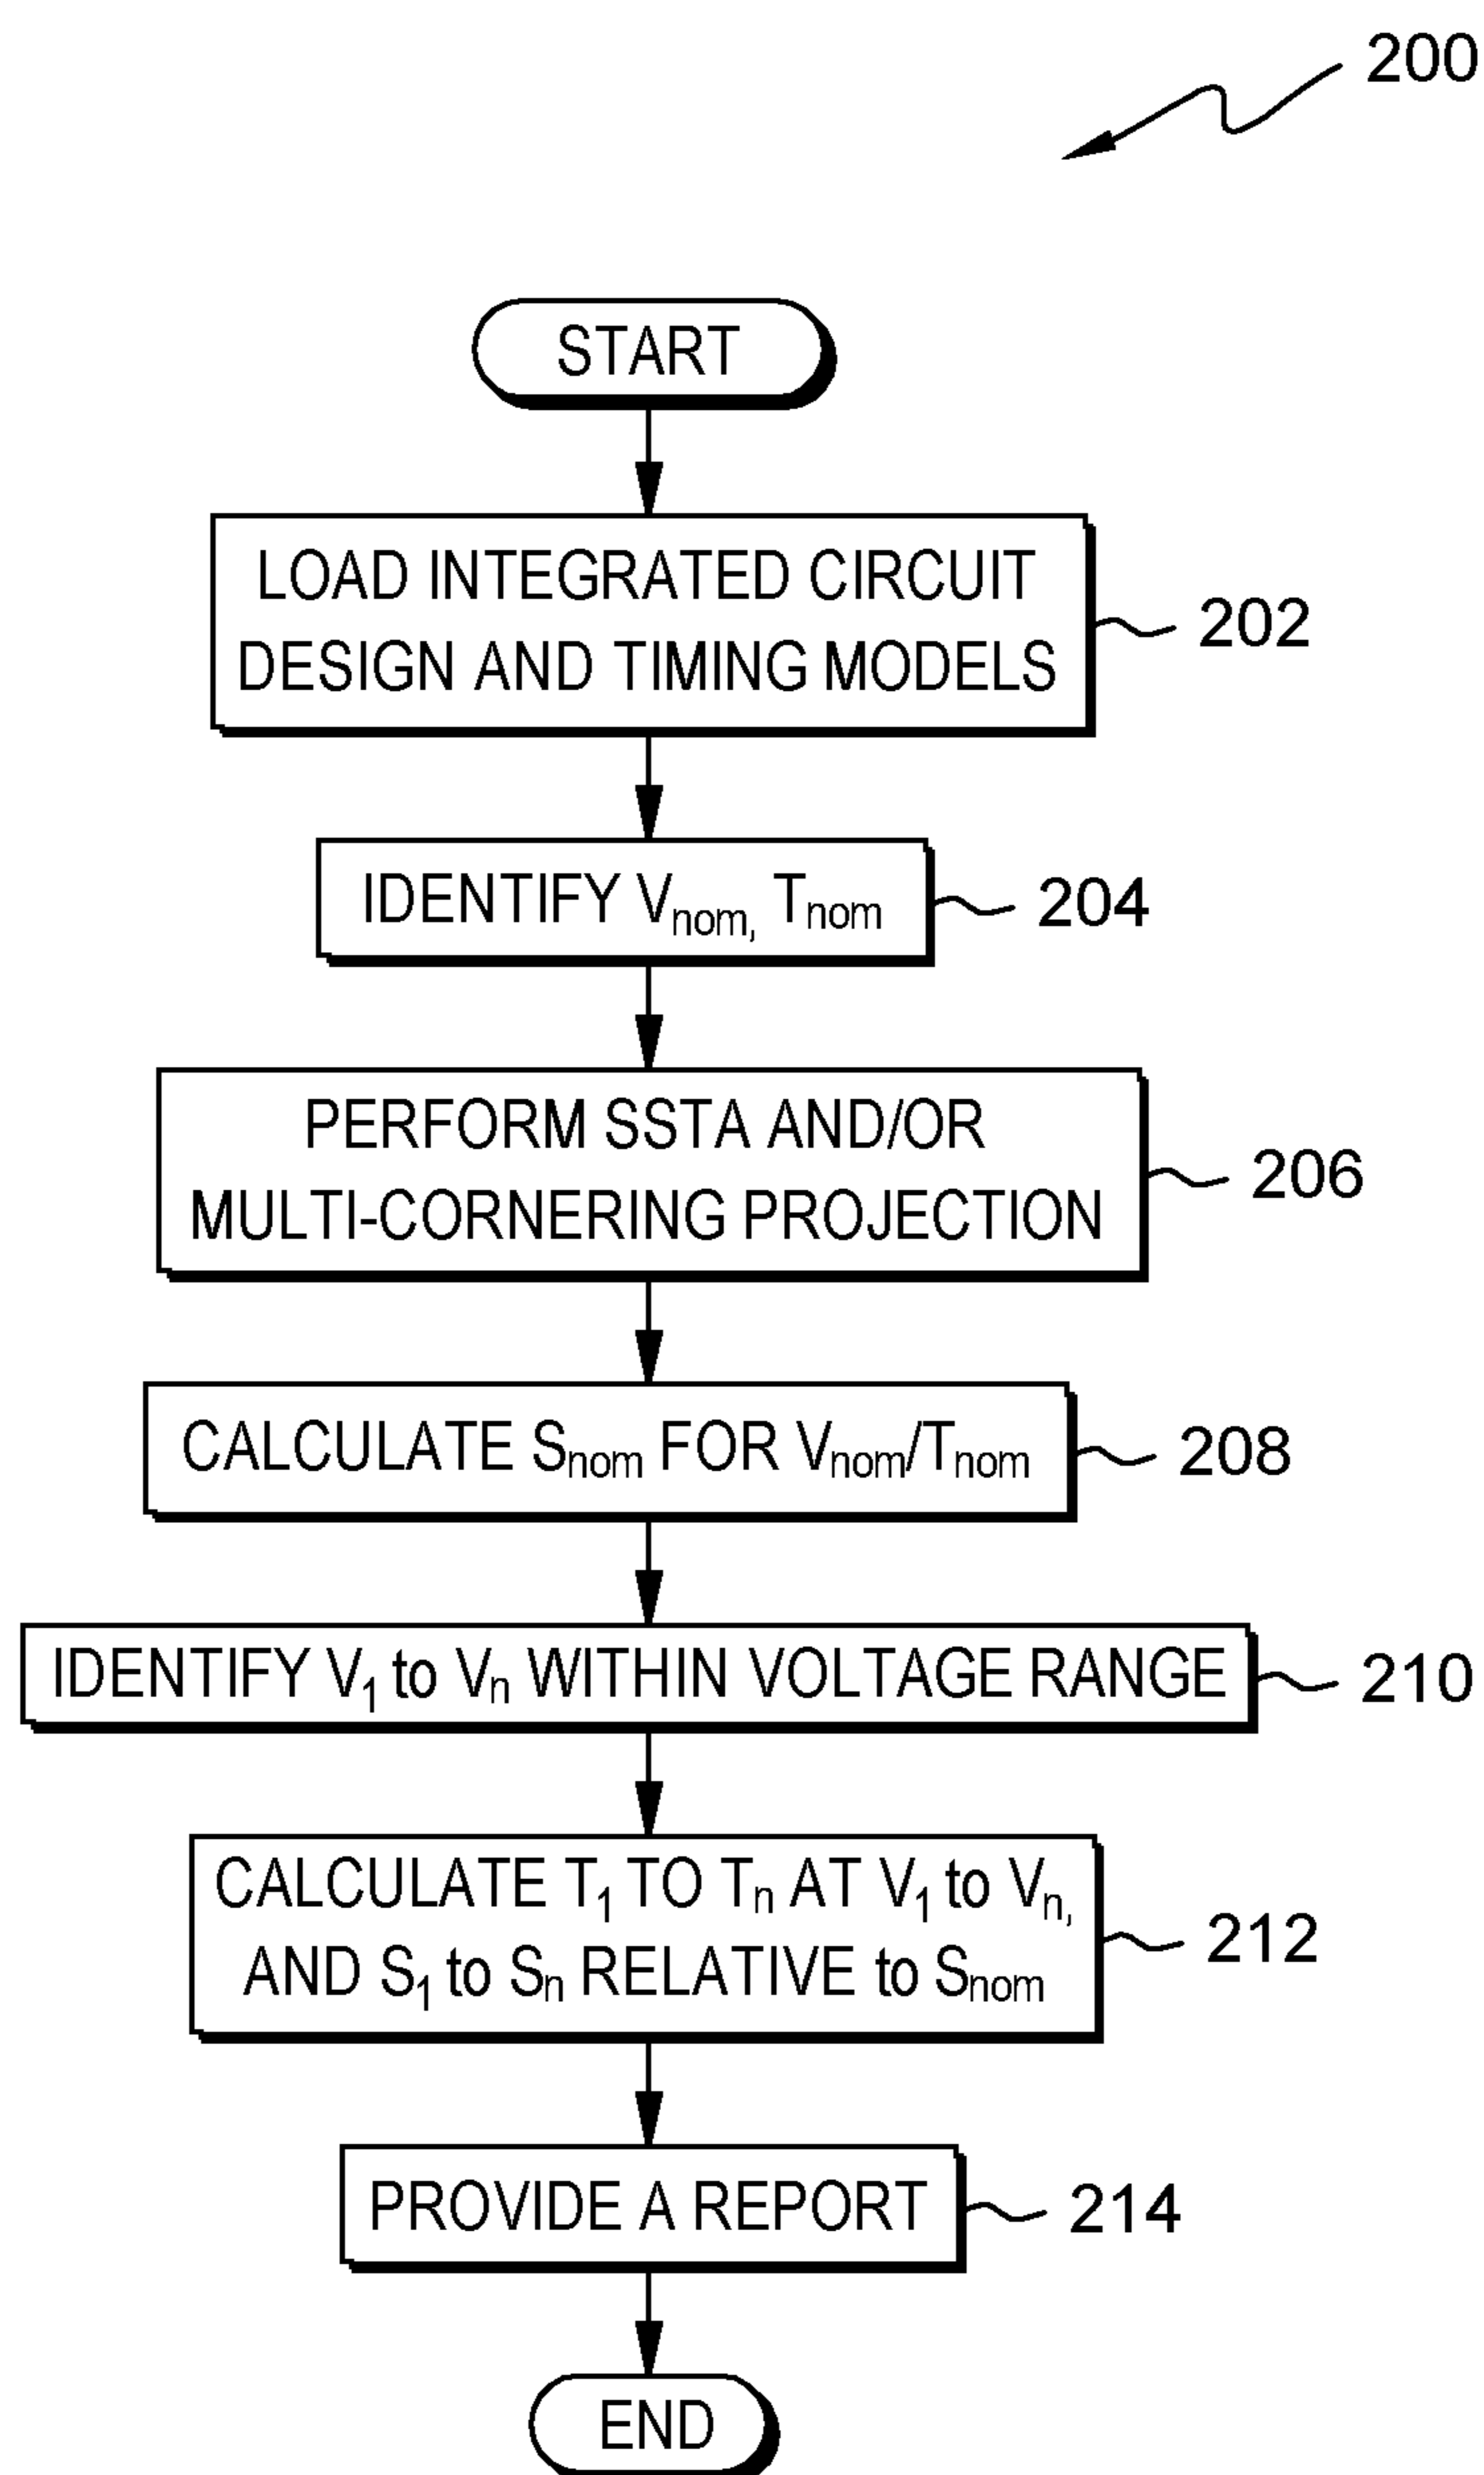 200
START
LOAD INTEGRATED CIRCUIT
DESIGN AND TIMING MODELS
202
IDENTIFY Vnom, Tnom
204
PERFORM SSTA AND/OR
MULTI-CORNERING PROJECTION
206
CALCULATE Snom FOR Vnom/Tnom
208
IDENTIFY V1 to Vn WITHIN VOLTAGE RANGE
210
CALCULATE T1 TO Tn AT V1 to Vn,
AND S1 to Sn RELATIVE to Snom
212
PROVIDE A REPORT
214
END